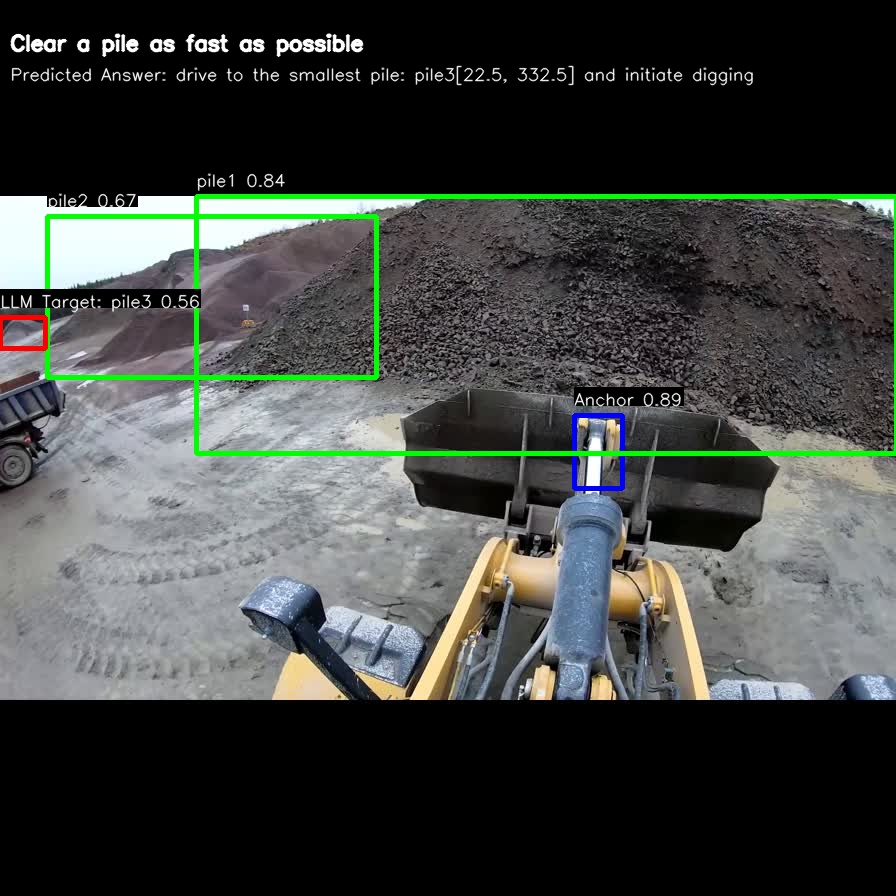 Clear a pile as fast as possible
Predicted Answer: drive to the smallest pile: pile3[22.5, 332.5] and initiate digging
pile1 0.84
pile2 0.67
LLM Target: pile3 0.56
Anchor 0.89